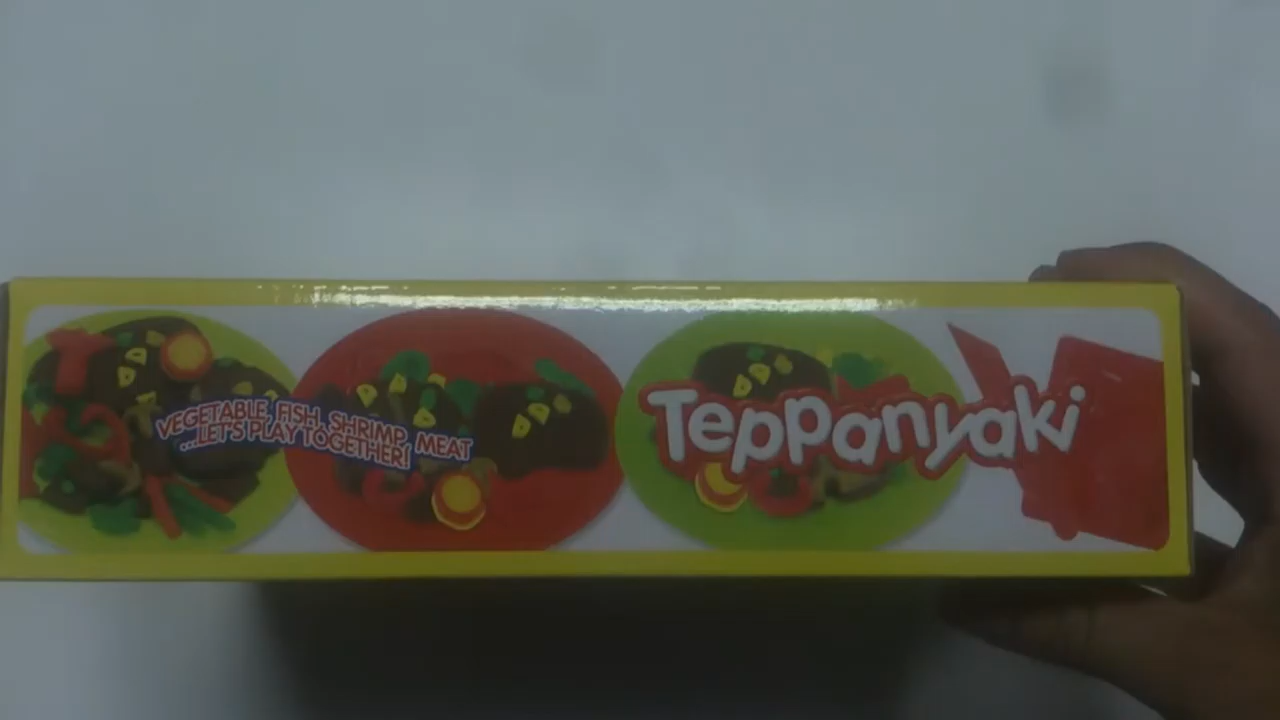 VEGETABLE, FISH, SHRIMP, MEAT
...LET'S PLAY TOGETHER!
Teppanyaki